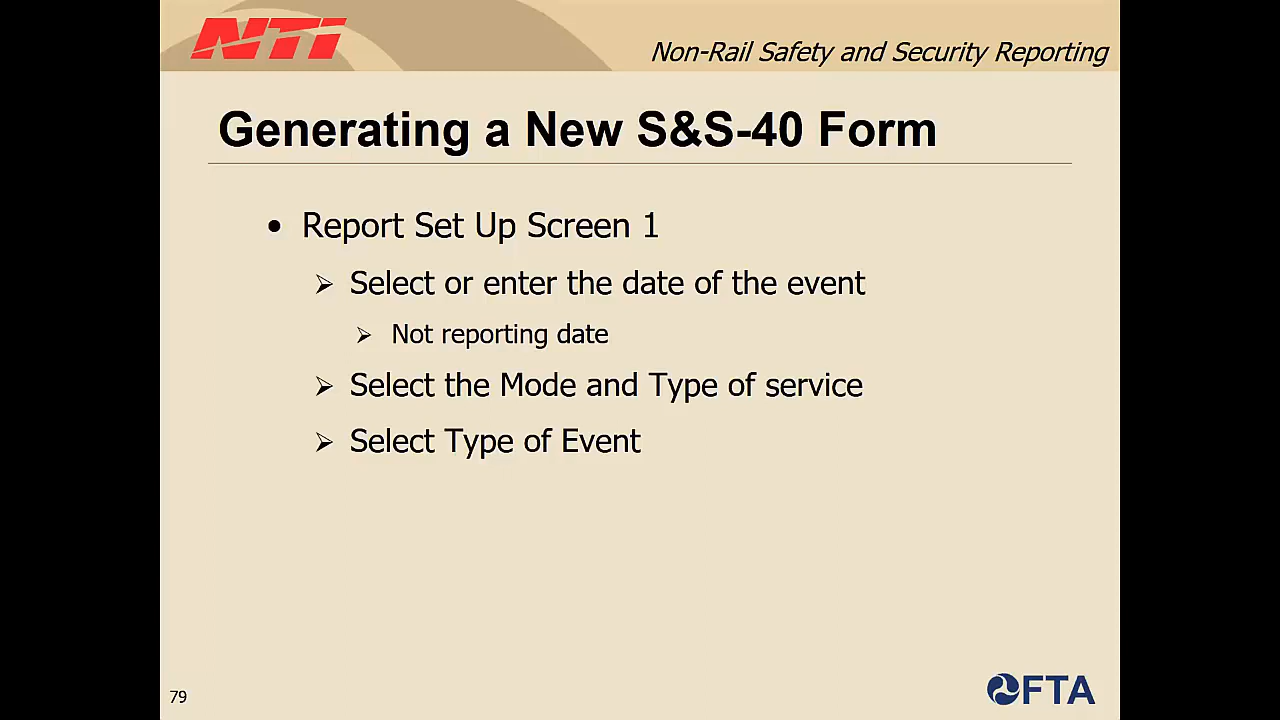 NTI
Non-Rail Safety and Security Reporting
Generating a New S&S-40 Form
• Report Set Up Screen 1
➢ Select or enter the date of the event
➢ Not reporting date
➢ Select the Mode and Type of service
➢ Select Type of Event
79
FTA